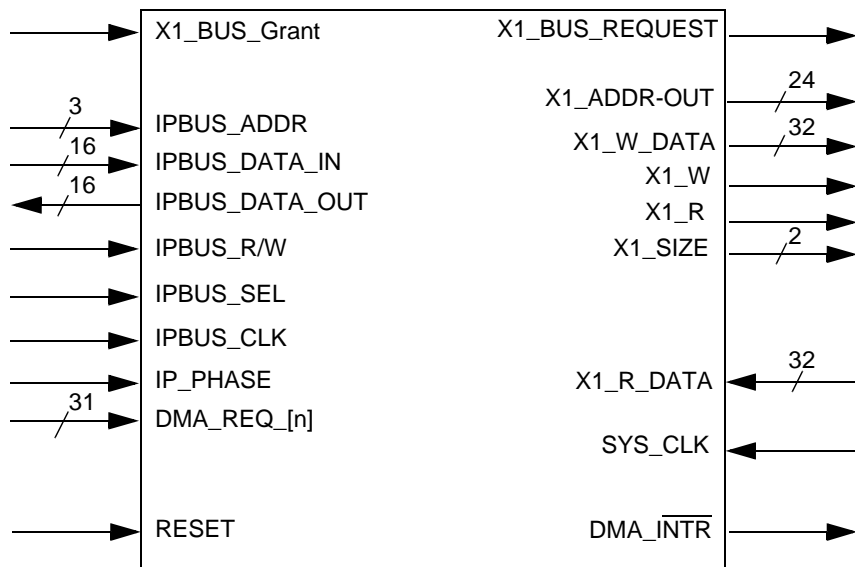 X1_BUS_Grant
X1_BUS_REQUEST
X1_ADDR-OUT
24
3
IPBUS_ADDR
X1_W_DATA
32
16
IPBUS_DATA_IN
X1_W
16
IPBUS_DATA_OUT
X1_R
IPBUS_R/W
X1_SIZE
2
IPBUS_SEL
IPBUS_CLK
IP_PHASE
X1_R_DATA
32
31
DMA_REQ_[n]
SYS_CLK
RESET
DMA_INTR